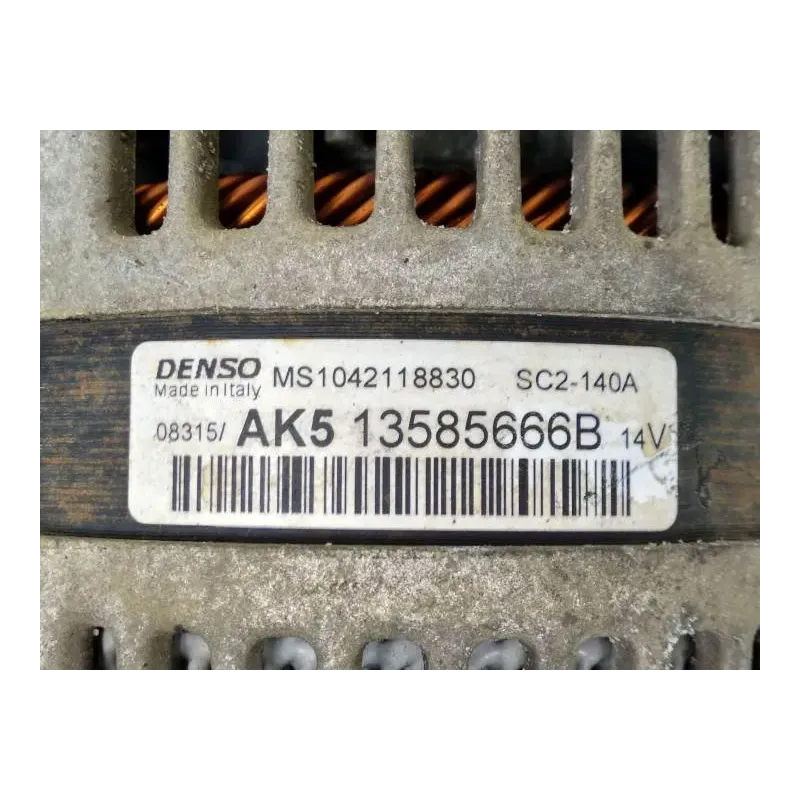 DENSO MS1042118830 SC2-140A
Made in Italy
08315/ AK5 13585666B 14V